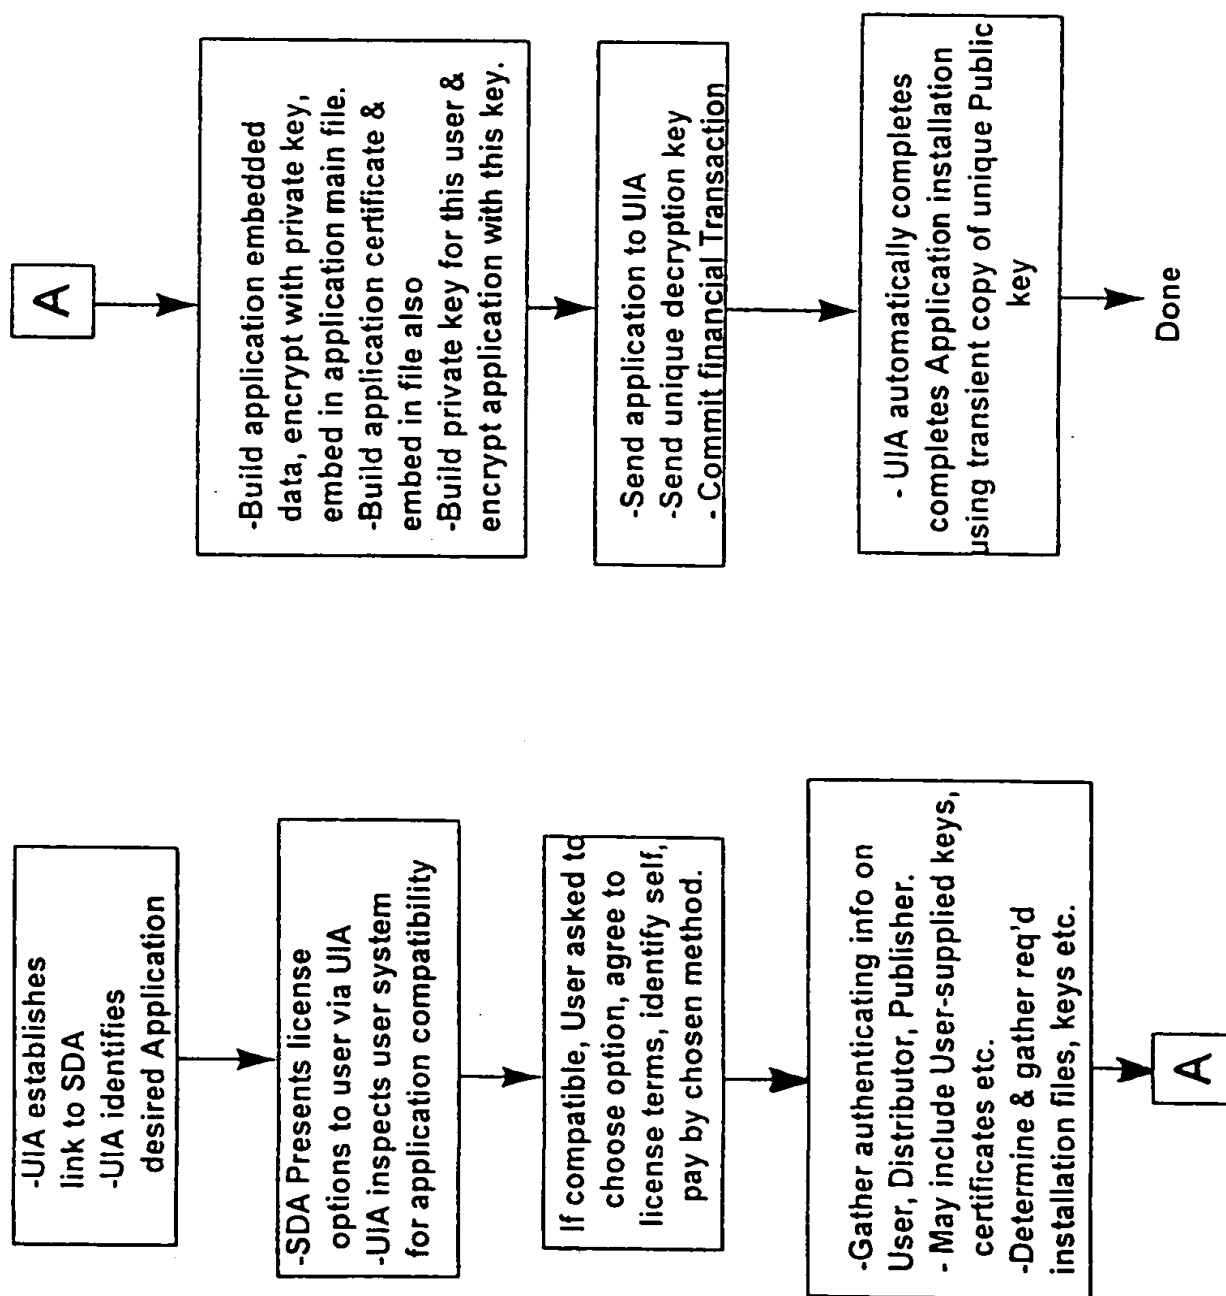 -UIA establishes
link to SDA
-UIA identifies
desired Application
-SDA Presents license
options to user via UIA
-UIA inspects user system
for application compatibility
If compatible, User asked to
choose option, agree to
license terms, identify self,
pay by chosen method.
-Gather authenticating info on
User, Distributor, Publisher.
- May include User-supplied keys,
certificates etc.
-Determine & gather req'd
installation files, keys etc.
A
A
-Build application embedded
data, encrypt with private key,
embed in application main file.
-Build application certificate &
embed in file also
-Build private key for this user &
encrypt application with this key.
-Send application to UIA
-Send unique decryption key
- Commit financial Transaction
- UIA automatically completes
completes Application installation
using transient copy of unique Public
key
Done